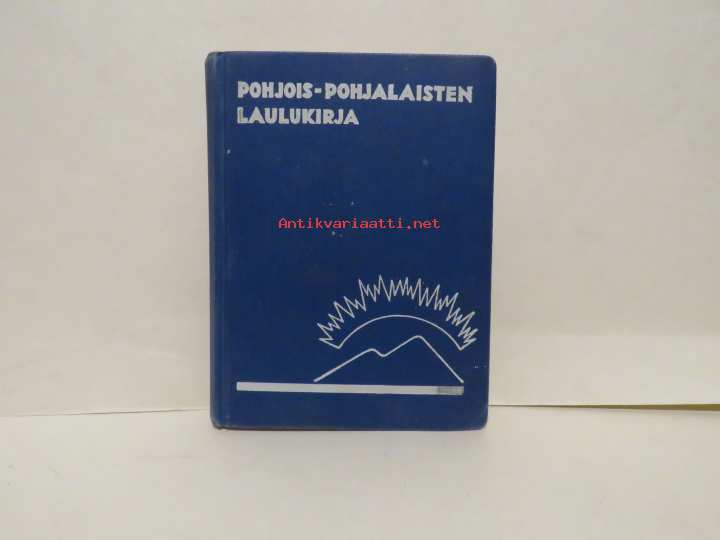 POHJOIS-POHJALAISTEN
LAULUKIRJA
Antikvariaatti.net